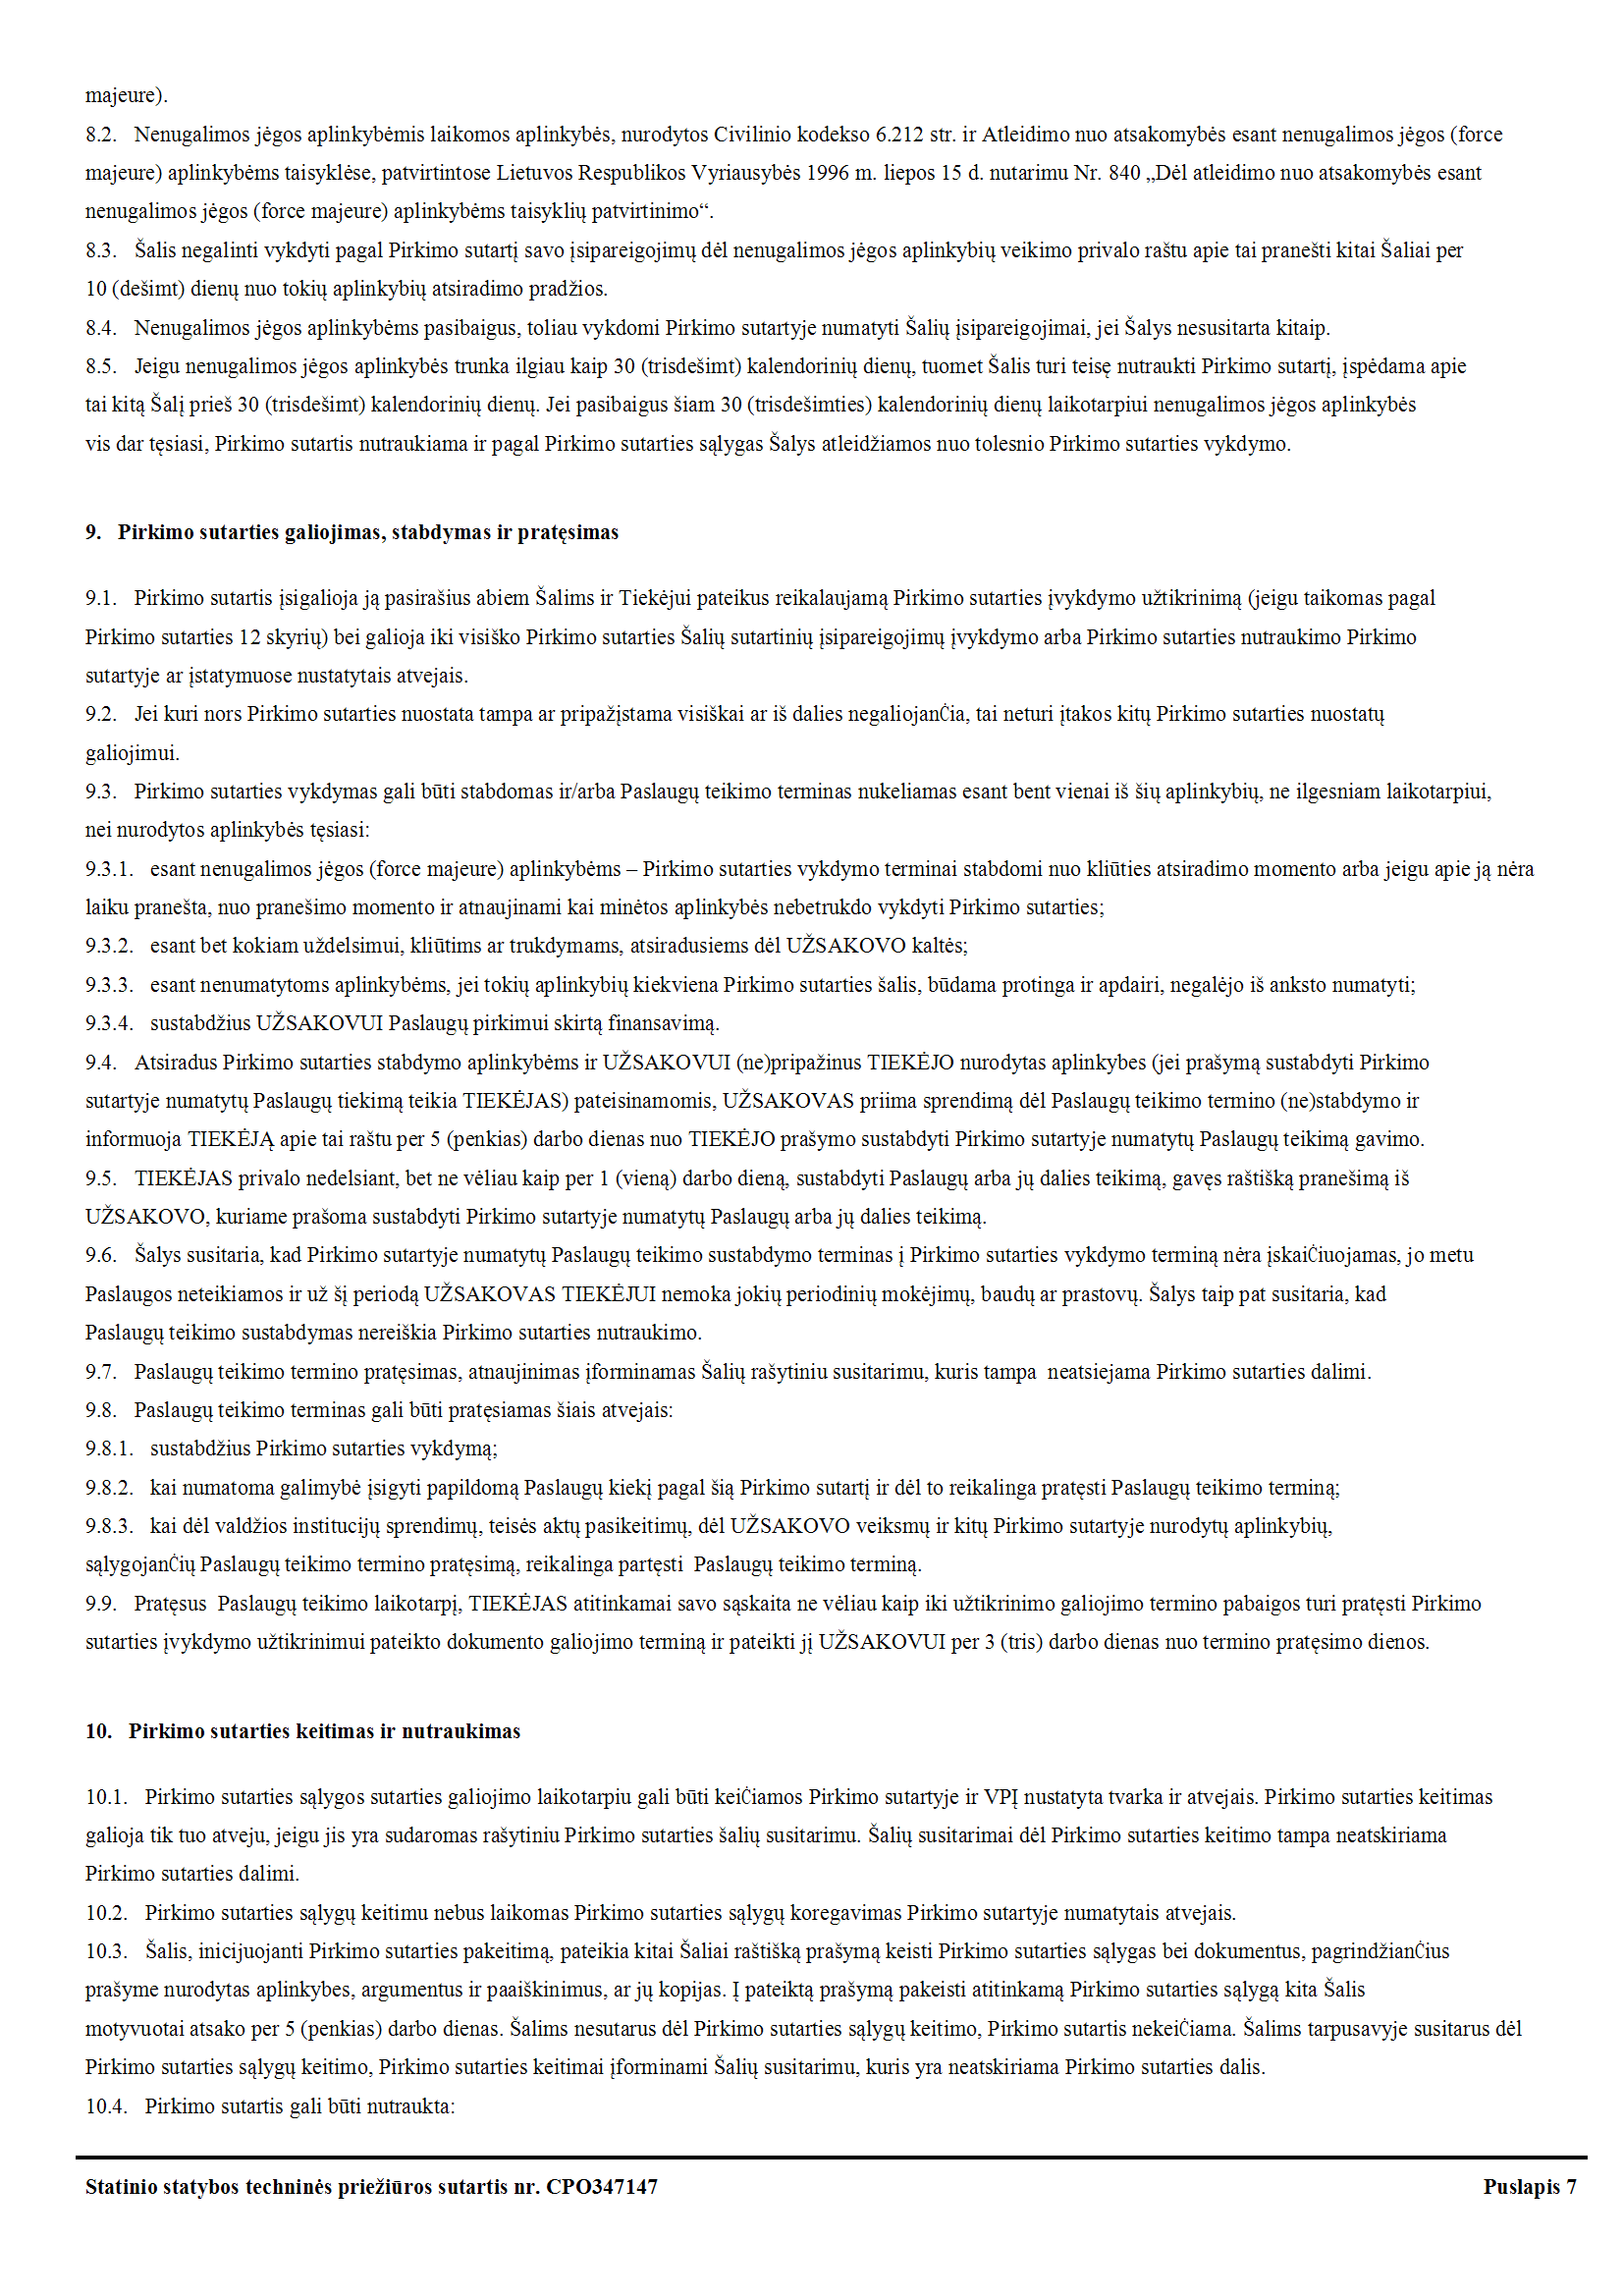 majeure).
8.2. Nenugalimos jėgos aplinkybėmis laikomos aplinkybės, nurodytos Civilinio kodekso 6.212 str. ir Atleidimo nuo atsakomybės esant nenugalimos jėgos (force
majeure) aplinkybėms taisyklėse, patvirtintose Lietuvos Respublikos Vyriausybės 1996 m. liepos 15 d. nutarimu Nr. 840 „Dėl atleidimo nuo atsakomybės esant
nenugalimos jėgos (force majeure) aplinkybėms taisyklių patvirtinimo“.
8.3. Šalis negalinti vykdyti pagal Pirkimo sutartį savo įsipareigojimų dėl nenugalimos jėgos aplinkybių veikimo privalo raštu apie tai pranešti kitai Šaliai per
10 (dešimt) dienų nuo tokių aplinkybių atsiradimo pradžios.
8.4. Nenugalimos jėgos aplinkybėms pasibaigus, toliau vykdomi Pirkimo sutartyje numatyti Šalių įsipareigojimai, jei Šalys nesusitarta kitaip.
8.5. Jeigu nenugalimos jėgos aplinkybės trunka ilgiau kaip 30 (trisdešimt) kalendorinių dienų, tuomet Šalis turi teisę nutraukti Pirkimo sutartį, įspėdama apie
tai kitą Šalį prieš 30 (trisdešimt) kalendorinių dienų. Jei pasibaigus šiam 30 (trisdešimties) kalendorinių dienų laikotarpiui nenugalimos jėgos aplinkybės
vis dar tęsiasi, Pirkimo sutartis nutraukiama ir pagal Pirkimo sutarties sąlygas Šalys atleidžiamos nuo tolesnio Pirkimo sutarties vykdymo.
9. Pirkimo sutarties galiojimas, stabdymas ir pratęsimas
9.1. Pirkimo sutartis įsigalioja ją pasirašius abiem Šalims ir Tiekėjui pateikus reikalaujamą Pirkimo sutarties įvykdymo užtikrinimą (jeigu taikomas pagal
Pirkimo sutarties 12 skyrių) bei galioja iki visiško Pirkimo sutarties Šalių sutartinių įsipareigojimų įvykdymo arba Pirkimo sutarties nutraukimo Pirkimo
sutartyje ar įstatymuose nustatytais atvejais.
9.2. Jei kuri nors Pirkimo sutarties nuostata tampa ar pripažįstama visiškai ar iš dalies negaliojanČia, tai neturi įtakos kitų Pirkimo sutarties nuostatų
galiojimui.
9.3. Pirkimo sutarties vykdymas gali būti stabdomas ir/arba Paslaugų teikimo terminas nukeliamas esant bent vienai iš šių aplinkybių, ne ilgesniam laikotarpiui,
nei nurodytos aplinkybės tęsiasi:
9.3.1. esant nenugalimos jėgos (force majeure) aplinkybėms – Pirkimo sutarties vykdymo terminai stabdomi nuo kliūties atsiradimo momento arba jeigu apie ją nėra
laiku pranešta, nuo pranešimo momento ir atnaujinami kai minėtos aplinkybės nebetrukdo vykdyti Pirkimo sutarties;
9.3.2. esant bet kokiam uždelsimui, kliūtims ar trukdymams, atsiradusiems dėl UŽSAKOVO kaltės;
9.3.3. esant nenumatytoms aplinkybėms, jei tokių aplinkybių kiekviena Pirkimo sutarties šalis, būdama protinga ir apdairi, negalėjo iš anksto numatyti;
9.3.4. sustabdžius UŽSAKOVUI Paslaugų pirkimui skirtą finansavimą.
9.4. Atsiradus Pirkimo sutarties stabdymo aplinkybėms ir UŽSAKOVUI (ne)pripažinus TIEKĖJO nurodytas aplinkybes (jei prašymą sustabdyti Pirkimo
sutartyje numatytų Paslaugų tiekimą teikia TIEKĖJAS) pateisinamomis, UŽSAKOVAS priima sprendimą dėl Paslaugų teikimo termino (ne)stabdymo ir
informuoja TIEKĖJĄ apie tai raštu per 5 (penkias) darbo dienas nuo TIEKĖJO prašymo sustabdyti Pirkimo sutartyje numatytų Paslaugų teikimą gavimo.
9.5. TIEKĖJAS privalo nedelsiant, bet ne vėliau kaip per 1 (vieną) darbo dieną, sustabdyti Paslaugų arba jų dalies teikimą, gavęs raštišką pranešimą iš
UŽSAKOVO, kuriame prašoma sustabdyti Pirkimo sutartyje numatytų Paslaugų arba jų dalies teikimą.
9.6. Šalys susitaria, kad Pirkimo sutartyje numatytų Paslaugų teikimo sustabdymo terminas į Pirkimo sutarties vykdymo terminą nėra įskaiČiuojamas, jo metu
Paslaugos neteikiamos ir už šį periodą UŽSAKOVAS TIEKĖJUI nemoka jokių periodinių mokėjimų, baudų ar prastovų. Šalys taip pat susitaria, kad
Paslaugų teikimo sustabdymas nereiškia Pirkimo sutarties nutraukimo.
9.7. Paslaugų teikimo termino pratęsimas, atnaujinimas įforminamas Šalių rašytiniu susitarimu, kuris tampa neatsiejama Pirkimo sutarties dalimi.
9.8. Paslaugų teikimo terminas gali būti pratęsiamas šiais atvejais:
9.8.1. sustabdžius Pirkimo sutarties vykdymą;
9.8.2. kai numatoma galimybė įsigyti papildomą Paslaugų kiekį pagal šią Pirkimo sutartį ir dėl to reikalinga pratęsti Paslaugų teikimo terminą;
9.8.3. kai dėl valdžios institucijų sprendimų, teisės aktų pasikeitimų, dėl UŽSAKOVO veiksmų ir kitų Pirkimo sutartyje nurodytų aplinkybių,
sąlygojanČių Paslaugų teikimo termino pratęsimą, reikalinga partęsti Paslaugų teikimo terminą.
9.9. Pratęsus Paslaugų teikimo laikotarpį, TIEKĖJAS atitinkamai savo sąskaita ne vėliau kaip iki užtikrinimo galiojimo termino pabaigos turi pratęsti Pirkimo
sutarties įvykdymo užtikrinimui pateikto dokumento galiojimo terminą ir pateikti jį UŽSAKOVUI per 3 (tris) darbo dienas nuo termino pratęsimo dienos.
10. Pirkimo sutarties keitimas ir nutraukimas
10.1. Pirkimo sutarties sąlygos sutarties galiojimo laikotarpiu gali būti keiČiamos Pirkimo sutartyje ir VPĮ nustatyta tvarka ir atvejais. Pirkimo sutarties keitimas
galioja tik tuo atveju, jeigu jis yra sudaromas rašytiniu Pirkimo sutarties šalių susitarimu. Šalių susitarimai dėl Pirkimo sutarties keitimo tampa neatskiriama
Pirkimo sutarties dalimi.
10.2. Pirkimo sutarties sąlygų keitimu nebus laikomas Pirkimo sutarties sąlygų koregavimas Pirkimo sutartyje numatytais atvejais.
10.3. Šalis, inicijuojanti Pirkimo sutarties pakeitimą, pateikia kitai Šaliai raštišką prašymą keisti Pirkimo sutarties sąlygas bei dokumentus, pagrindžianČius
prašyme nurodytas aplinkybes, argumentus ir paaiškinimus, ar jų kopijas. Į pateiktą prašymą pakeisti atitinkamą Pirkimo sutarties sąlygą kita Šalis
motyvuotai atsako per 5 (penkias) darbo dienas. Šalims nesutarus dėl Pirkimo sutarties sąlygų keitimo, Pirkimo sutartis nekeiČiama. Šalims tarpusavyje susitarus dėl
Pirkimo sutarties sąlygų keitimo, Pirkimo sutarties keitimai įforminami Šalių susitarimu, kuris yra neatskiriama Pirkimo sutarties dalis.
10.4. Pirkimo sutartis gali būti nutraukta:
Statinio statybos techninės priežiūros sutartis nr. CPO347147 Puslapis 7